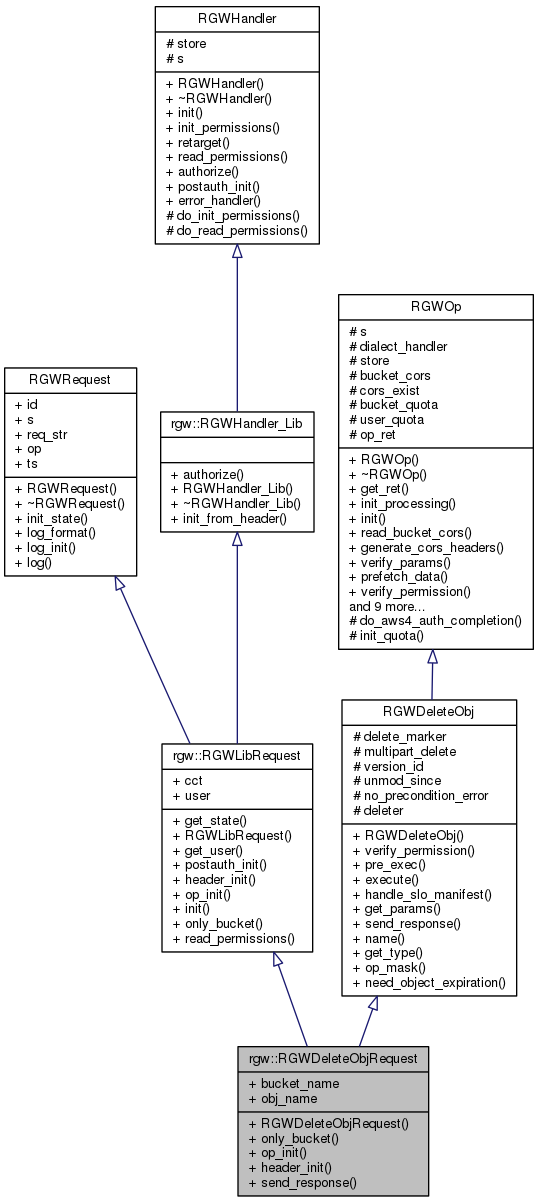 RGWHandler
# store
# s
+ RGWHandler()
+ ~RGWHandler()
+ init()
+ init_permissions()
+ retarget()
+ read_permissions()
+ authorize()
+ postauth_init()
+ error_handler()
# do_init_permissions()
# do_read_permissions()
RGWOp
# s
# dialect_handler
# store
# bucket_cors
# cors_exist
# bucket_quota
# user_quota
# op_ret
+ RGWOp()
+ ~RGWOp()
+ get_ret()
+ init_processing()
+ init()
+ read_bucket_cors()
+ generate_cors_headers()
+ verify_params()
+ prefetch_data()
+ verify_permission()
and 9 more...
# do_aws4_auth_completion()
# init_quota()
RGWRequest
+ id
+ s
+ req_str
+ op
+ ts
+ RGWRequest()
+ ~RGWRequest()
+ init_state()
+ log_format()
+ log_init()
+ log()
rgw::RGWHandler_Lib
+ authorize()
+ RGWHandler_Lib()
+ ~RGWHandler_Lib()
+ init_from_header()
RGWDeleteObj
# delete_marker
# multipart_delete
# version_id
# unmod_since
# no_precondition_error
# deleter
+ RGWDeleteObj()
+ verify_permission()
+ pre_exec()
+ execute()
+ handle_slo_manifest()
+ get_params()
+ send_response()
+ name()
+ get_type()
+ op_mask()
+ need_object_expiration()
rgw::RGWLibRequest
+ cct
+ user
+ get_state()
+ RGWLibRequest()
+ get_user()
+ postauth_init()
+ header_init()
+ op_init()
+ init()
+ only_bucket()
+ read_permissions()
rgw::RGWDeleteObjRequest
+ bucket_name
+ obj_name
+ RGWDeleteObjRequest()
+ only_bucket()
+ op_init()
+ header_init()
+ send_response()